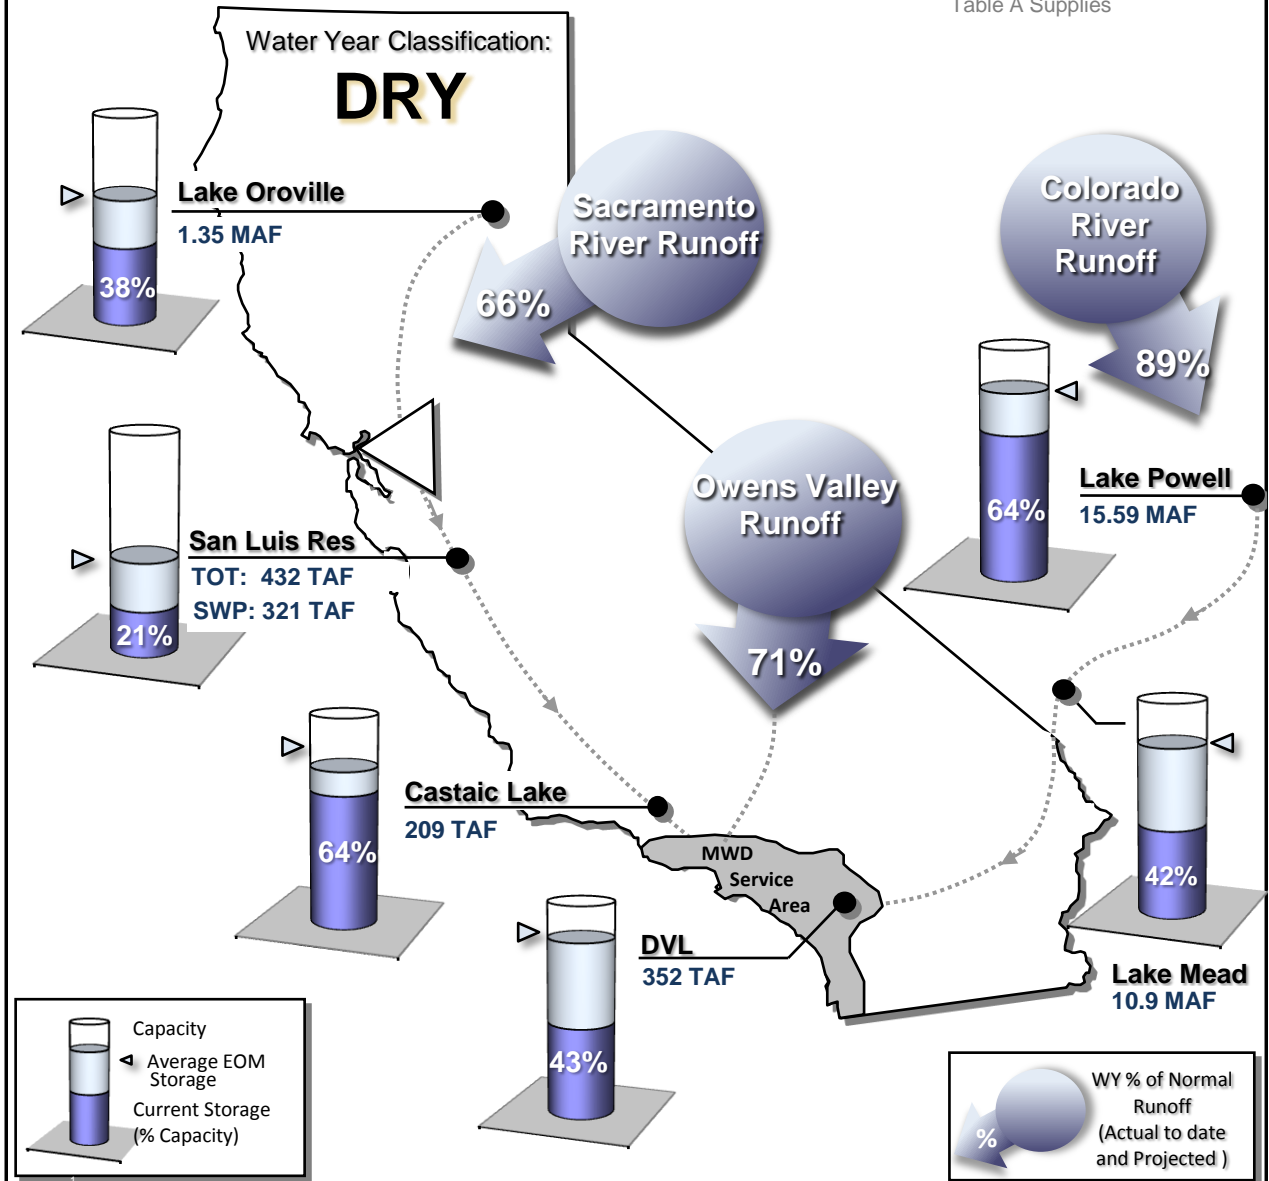 Table A Supplies
Water Year Classification:
DRY
Lake Oroville
1.35 MAF
38%
Sacramento
River Runoff
66%
Colorado
River
Runoff
89%
San Luis Res
TOT: 432 TAF
SWP: 321 TAF
21%
Owens Valley
Runoff
71%
Lake Powell
15.59 MAF
64%
Castaic Lake
209 TAF
64%
MWD
Service
Area
DVL
352 TAF
43%
42%
Lake Mead
10.9 MAF
Capacity
Average EOM
Storage
Current Storage
(% Capacity)
%
WY % of Normal
Runoff
(Actual to date
and Projected )